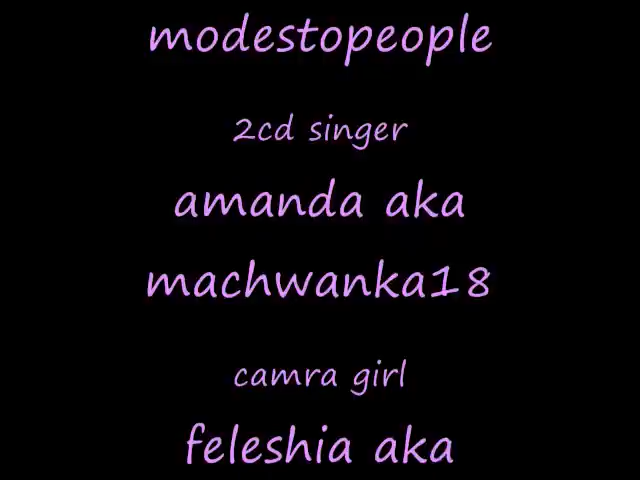 modestopeople
2cd singer
amanda aka
machwanka18
camra girl
feleshia aka